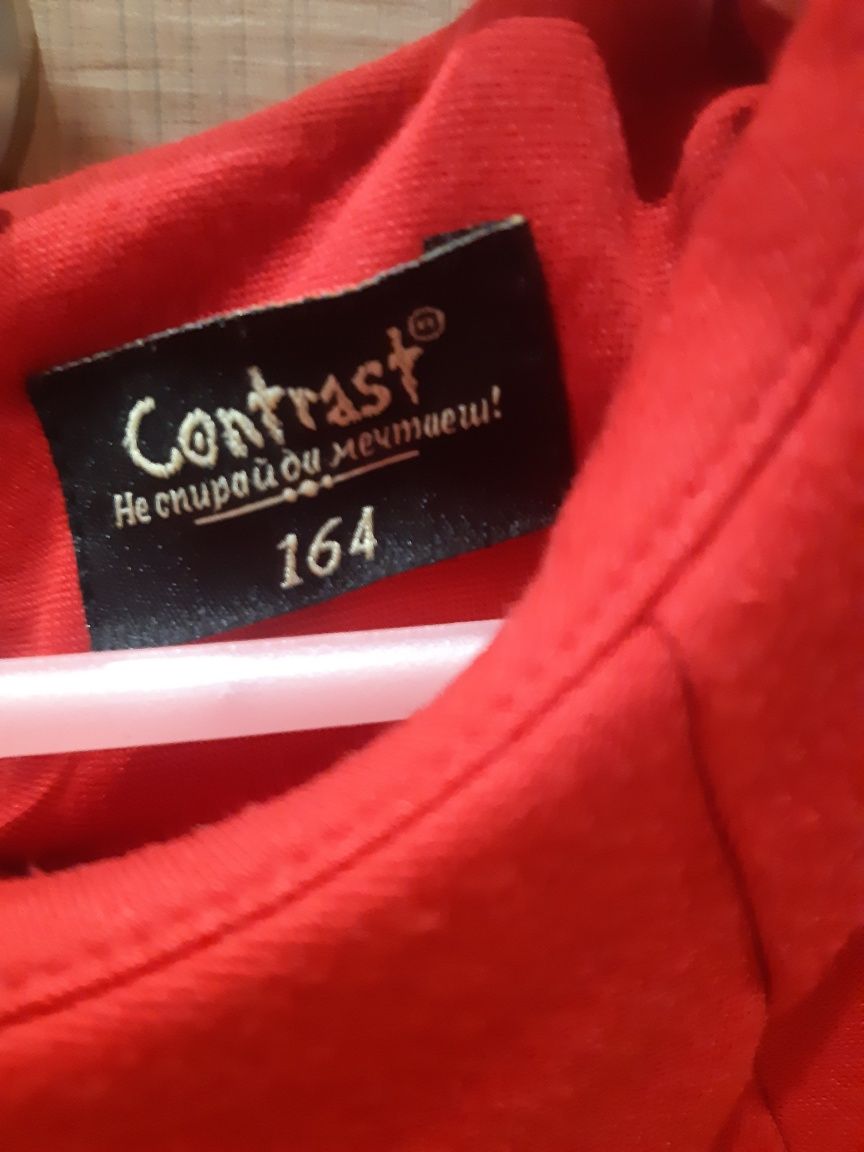 Contrast®
Не спирай да мечтаеш!
164